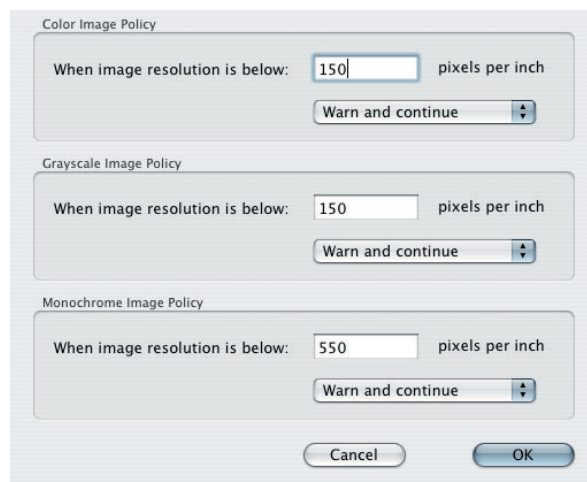 Color Image Policy
When image resolution is below: 150 pixels per inch
Warn and continue
Grayscale Image Policy
When image resolution is below: 150 pixels per inch
Warn and continue
Monochrome Image Policy
When image resolution is below: 550 pixels per inch
Warn and continue
Cancel OK